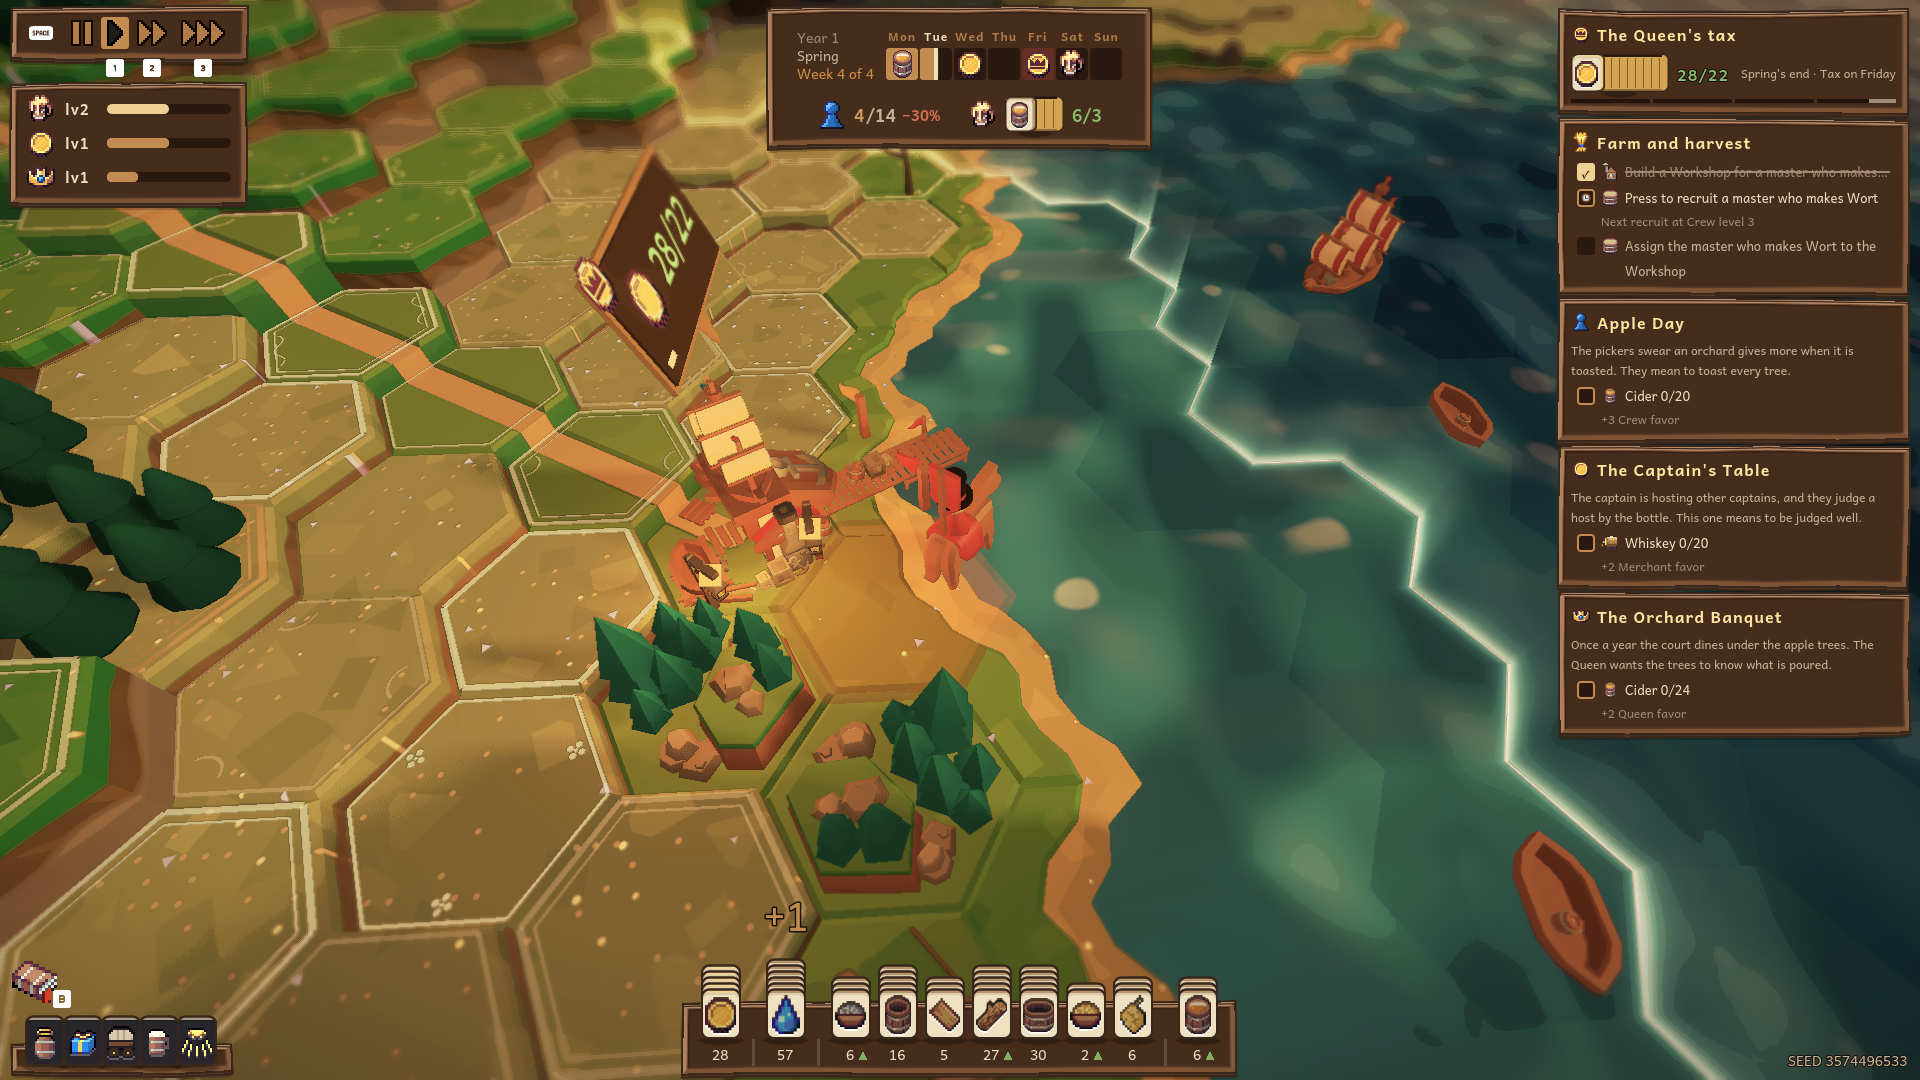 SPACE
1 2 3
lv2
lv1
lv1
Year 1
Spring
Week 4 of 4
Mon Tue Wed Thu Fri Sat Sun
4/14 -30% 6/3
The Queen's tax
28/22 Spring's end · Tax on Friday
Farm and harvest
Build a Workshop for a master who makes...
Press to recruit a master who makes Wort
Next recruit at Crew level 3
Assign the master who makes Wort to the
Workshop
Apple Day
The pickers swear an orchard gives more when it is
toasted. They mean to toast every tree.
Cider 0/20
+3 Crew favor
The Captain's Table
The captain is hosting other captains, and they judge a
host by the bottle. This one means to be judged well.
Whiskey 0/20
+2 Merchant favor
The Orchard Banquet
Once a year the court dines under the apple trees. The
Queen wants the trees to know what is poured.
Cider 0/24
+2 Queen favor
28/22
+1
B
28 57 6 16 5 27 30 2 6 6
SEED 3574496533